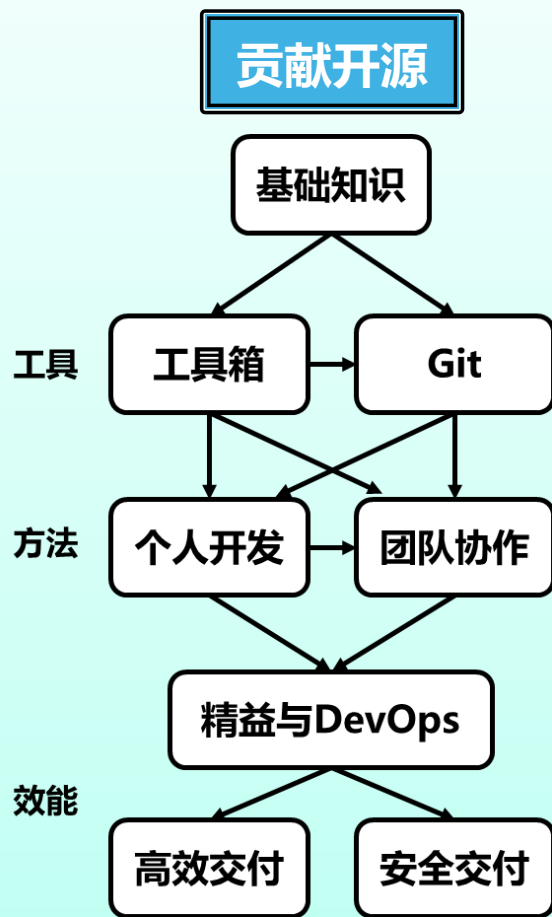 贡献开源
基础知识
工具
工具箱
Git
方法
个人开发
团队协作
精益与DevOps
效能
高效交付
安全交付